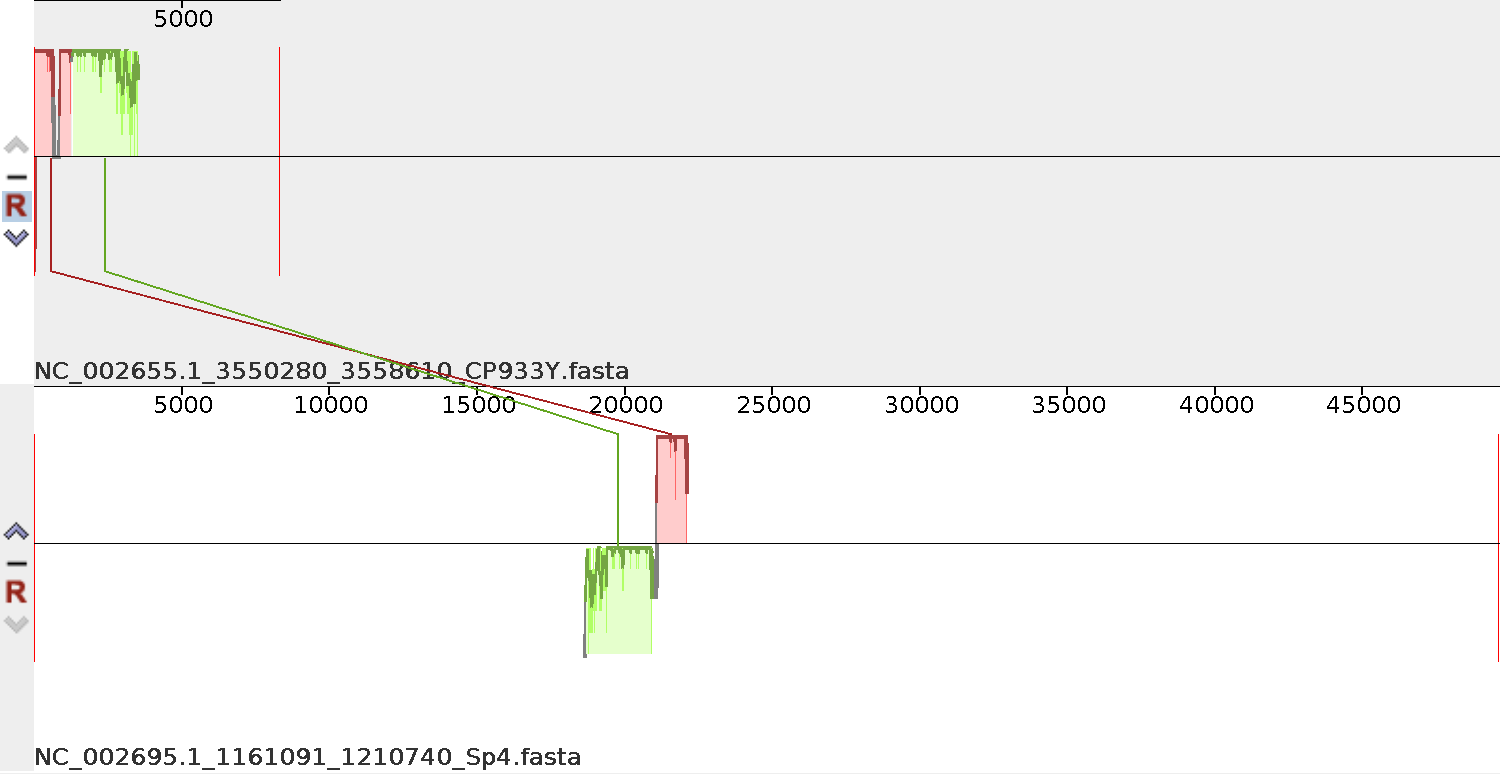 5000
R
NC_002655.1_3550280_3558610_CP933Y.fasta
5000 10000 15000 20000 25000 30000 35000 40000 45000
R
NC_002695.1_1161091_1210740_Sp4.fasta